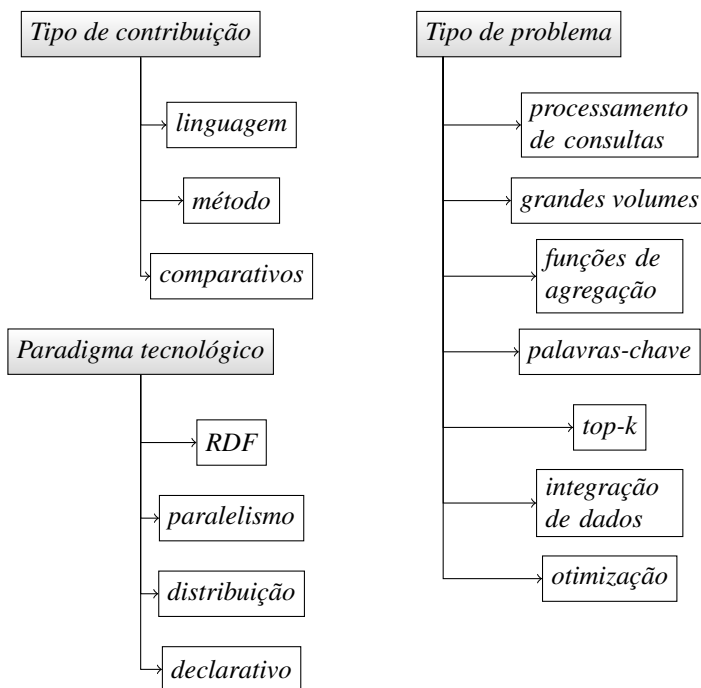 Tipo de contribuição
linguagem
método
comparativos
Paradigma tecnológico
RDF
paralelismo
distribuição
declarativo
Tipo de problema
processamento
de consultas
grandes volumes
funções de
agregação
palavras-chave
top-k
integração
de dados
otimização